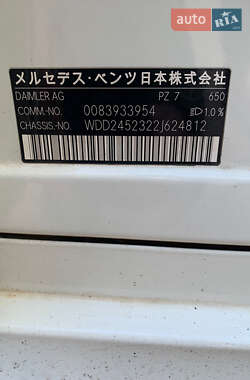 AUTO RIA
メルセデス・ベンツ日本株式会社
DAIMLER AG PZ 7 650
COMM.-NO. 0083933954 1.0 %
CHASSIS-NO. WDD2452322J624812